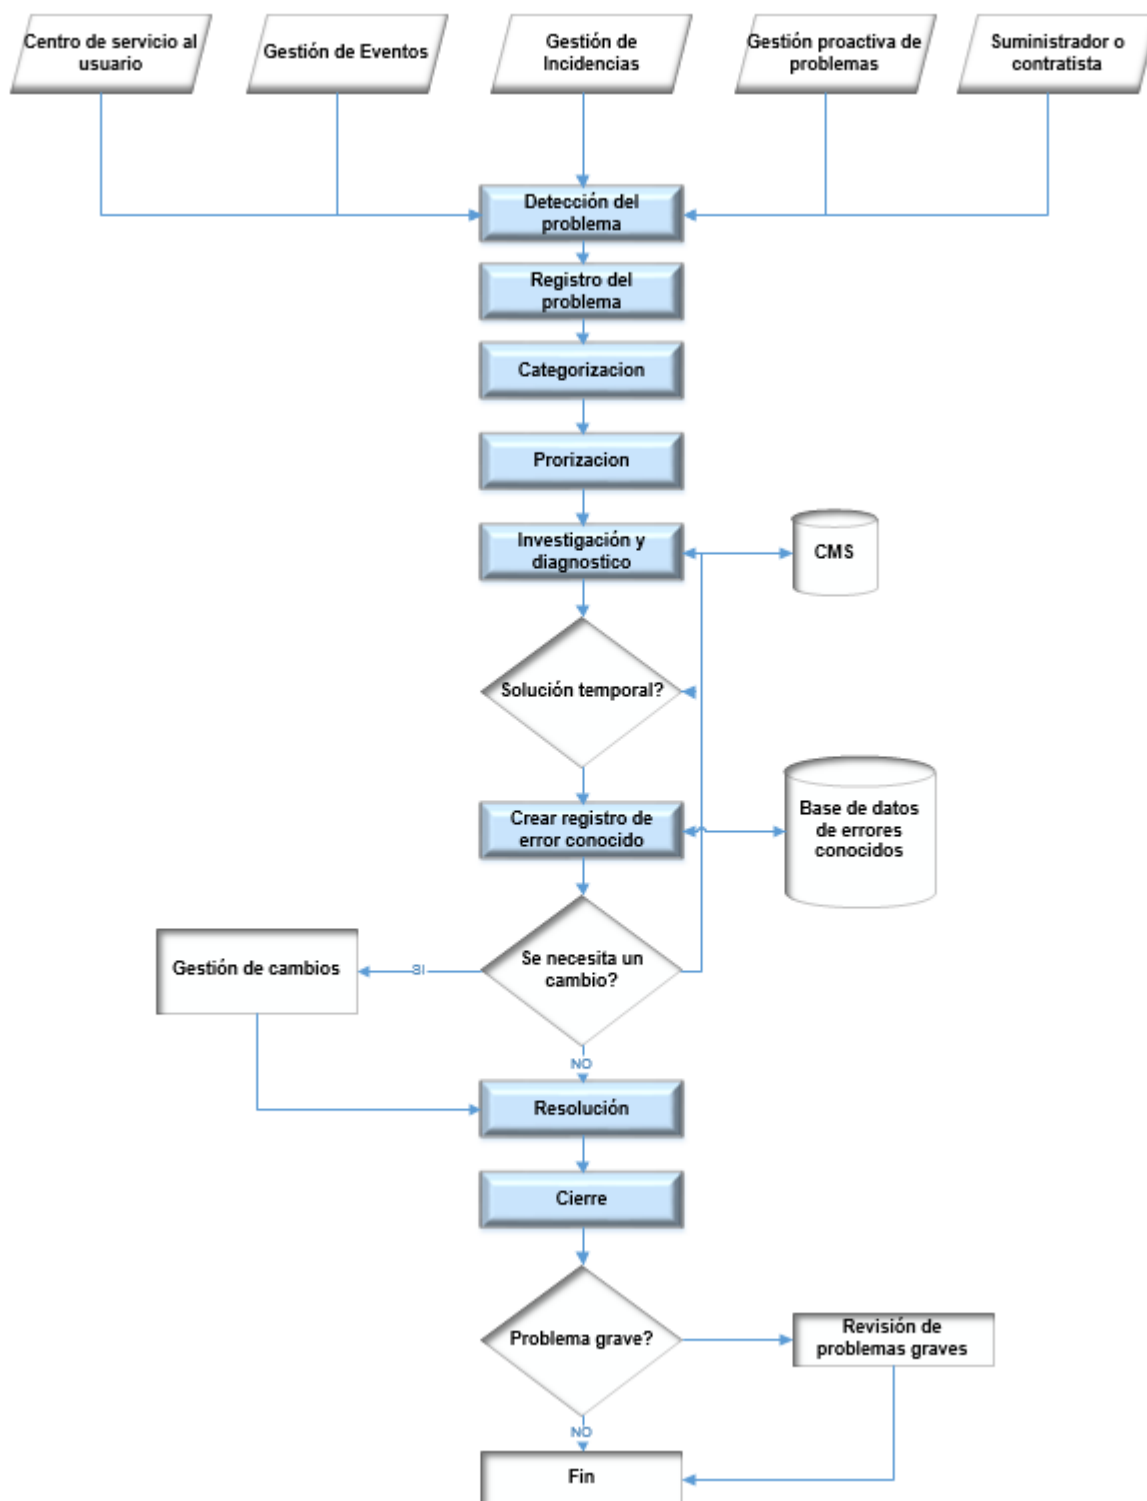 Centro de servicio al
usuario
Gestión de Eventos
Gestión de
Incidencias
Gestión proactiva de
problemas
Suministrador o
contratista
Detección del
problema
Registro del
problema
Categorizacion
Prorizacion
Investigación y
diagnostico
CMS
Solución temporal?
Crear registro de
error conocido
Base de datos
de errores
conocidos
Gestión de cambios
SI
Se necesita un
cambio?
NO
Resolución
Cierre
Problema grave?
Revisión de
problemas graves
NO
Fin